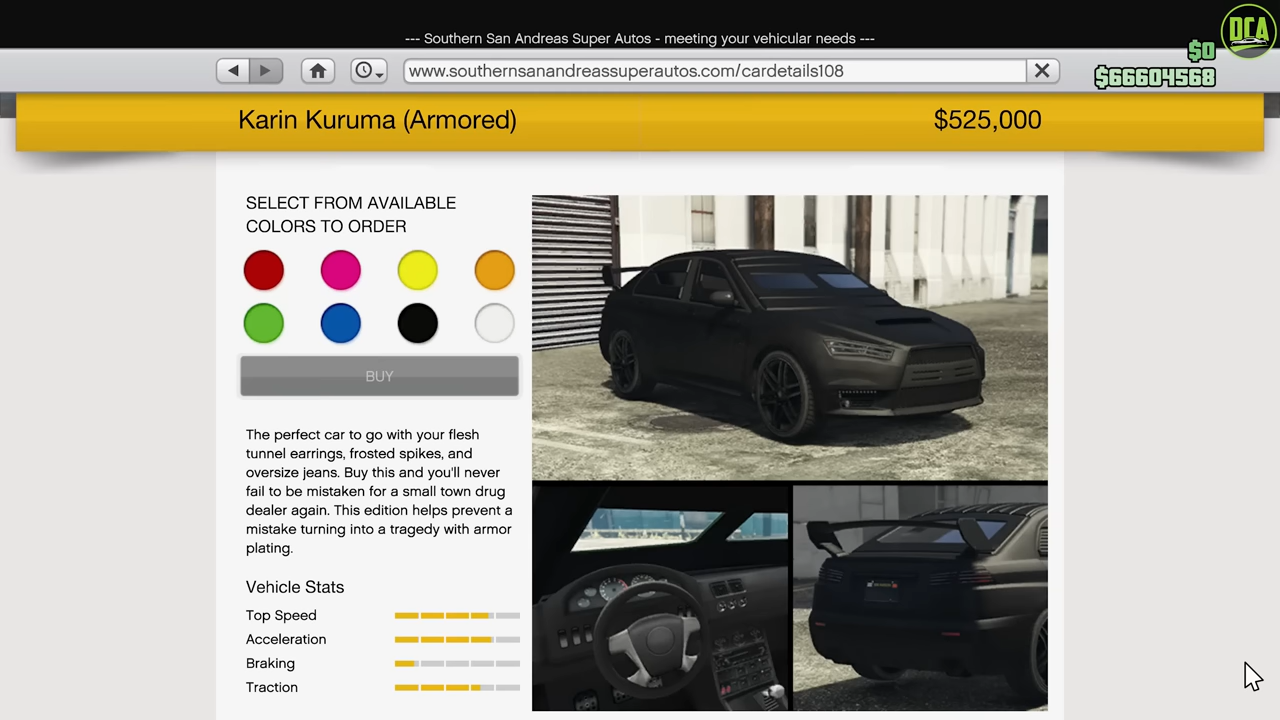 --- Southern San Andreas Super Autos - meeting your vehicular needs ---
DCA
$0
www.southernsanandreassuperautos.com/cardetails108
$66604568
Karin Kuruma (Armored)
$525,000
SELECT FROM AVAILABLE
COLORS TO ORDER
BUY
The perfect car to go with your flesh
tunnel earrings, frosted spikes, and
oversize jeans. Buy this and you'll never
fail to be mistaken for a small town drug
dealer again. This edition helps prevent a
mistake turning into a tragedy with armor
plating.
Vehicle Stats
Top Speed
Acceleration
Braking
Traction